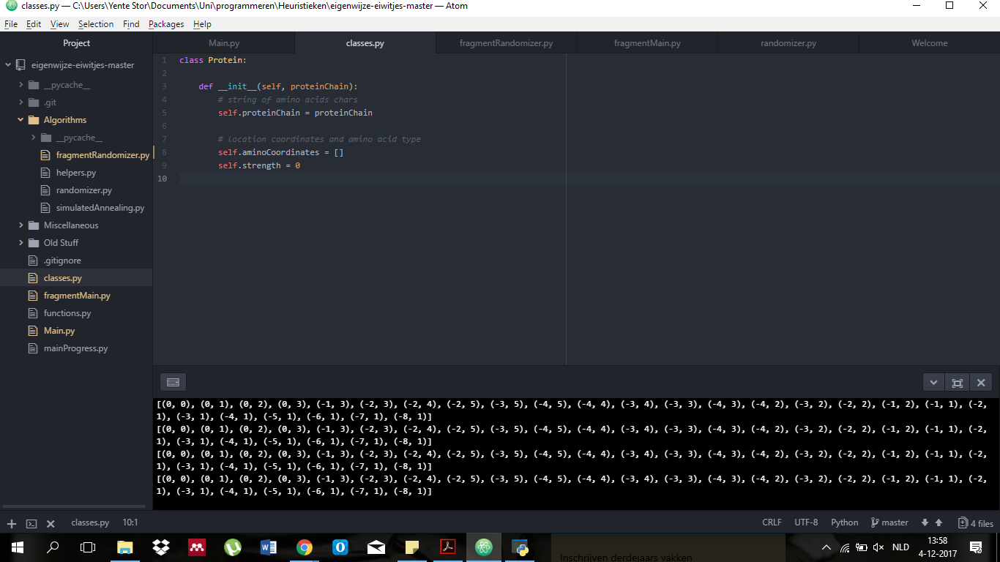 classes.py — C:\Users\Yente Stor\Documents\Uni\programmeren\Heuristieken\eigenwijze-eiwitjes-master — Atom
File Edit View Selection Find Packages Help
Project
eigenwijze-eiwitjes-master
__pycache__
.git
Algorithms
__pycache__
fragmentRandomizer.py
helpers.py
randomizer.py
simulatedAnnealing.py
Miscellaneous
Old Stuff
.gitignore
classes.py
fragmentMain.py
functions.py
Main.py
mainProgress.py
Main.py classes.py fragmentRandomizer.py fragmentMain.py randomizer.py Welcome
1 class Protein:
2
3 def __init__(self, proteinChain):
4 # string of amino acids chars
5 self.proteinChain = proteinChain
6
7 # location coordinates and amino acid type
8 self.aminoCoordinates = []
9 self.strength = 0
10
[(0, 0), (0, 1), (0, 2), (0, 3), (-1, 3), (-2, 3), (-2, 4), (-2, 5), (-3, 5), (-4, 5), (-4, 4), (-3, 4), (-3, 3), (-4, 3), (-4, 2), (-3, 2), (-2, 2), (-1, 2), (-1, 1), (-2,
1), (-3, 1), (-4, 1), (-5, 1), (-6, 1), (-7, 1), (-8, 1)]
[(0, 0), (0, 1), (0, 2), (0, 3), (-1, 3), (-2, 3), (-2, 4), (-2, 5), (-3, 5), (-4, 5), (-4, 4), (-3, 4), (-3, 3), (-4, 3), (-4, 2), (-3, 2), (-2, 2), (-1, 2), (-1, 1), (-2,
1), (-3, 1), (-4, 1), (-5, 1), (-6, 1), (-7, 1), (-8, 1)]
[(0, 0), (0, 1), (0, 2), (0, 3), (-1, 3), (-2, 3), (-2, 4), (-2, 5), (-3, 5), (-4, 5), (-4, 4), (-3, 4), (-3, 3), (-4, 3), (-4, 2), (-3, 2), (-2, 2), (-1, 2), (-1, 1), (-2,
1), (-3, 1), (-4, 1), (-5, 1), (-6, 1), (-7, 1), (-8, 1)]
[(0, 0), (0, 1), (0, 2), (0, 3), (-1, 3), (-2, 3), (-2, 4), (-2, 5), (-3, 5), (-4, 5), (-4, 4), (-3, 4), (-3, 3), (-4, 3), (-4, 2), (-3, 2), (-2, 2), (-1, 2), (-1, 1), (-2,
1), (-3, 1), (-4, 1), (-5, 1), (-6, 1), (-7, 1), (-8, 1)]
classes.py 10:1 CRLF UTF-8 Python master 4 files
Inschrijven derdejaars vakken
NLD
13:58
4-12-2017